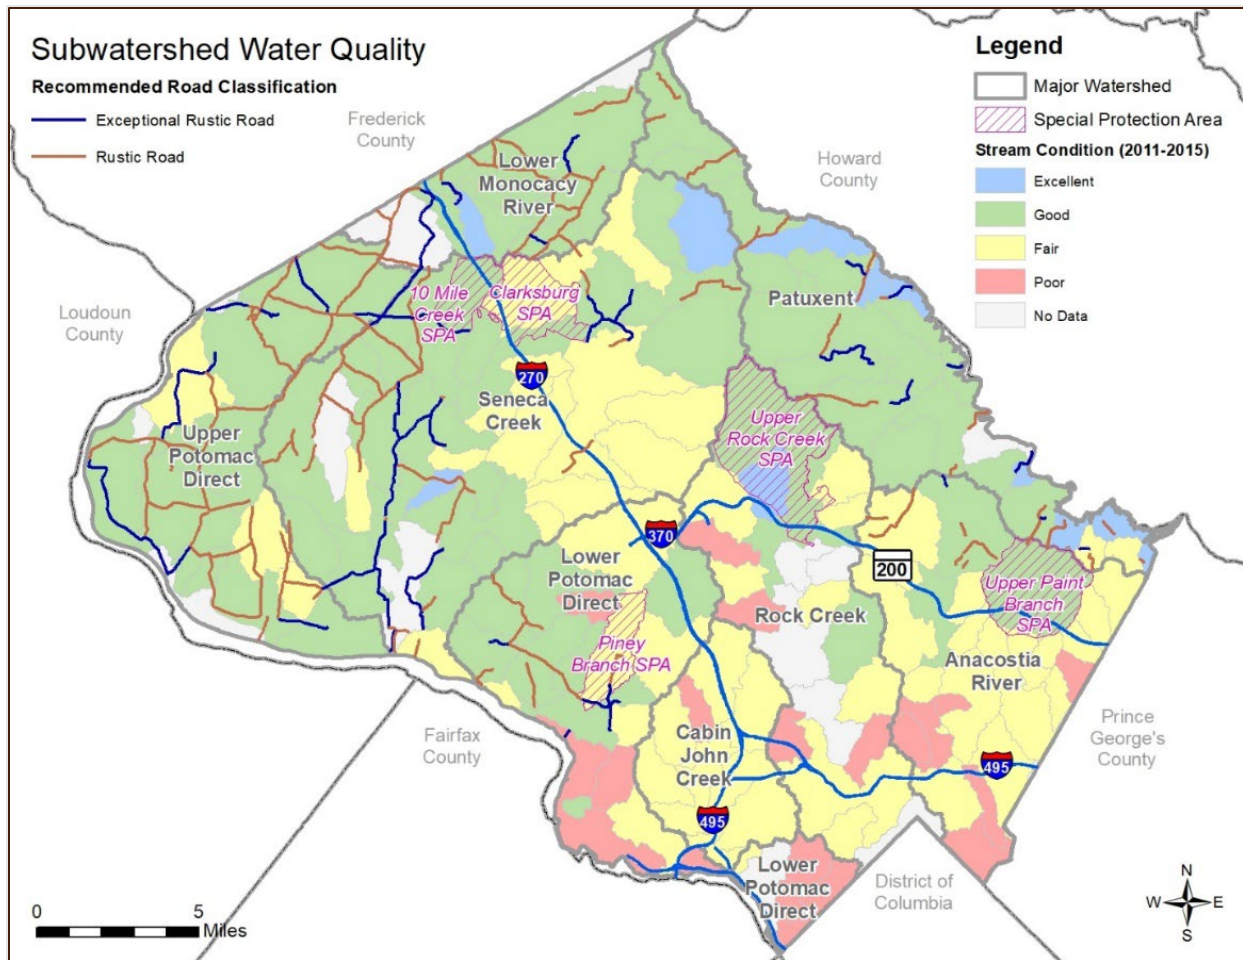 Subwatershed Water Quality
Recommended Road Classification
Exceptional Rustic Road
Rustic Road
Legend
Major Watershed
Special Protection Area
Stream Condition (2011-2015)
Excellent
Good
Fair
Poor
No Data
Frederick
County
Howard
County
Loudoun
County
Lower
Monocacy
River
10 Mile
Creek
SPA
Clarksburg
SPA
Patuxent
270
Seneca
Creek
Upper
Potomac
Direct
Upper
Rock Creek
SPA
370
200
Lower
Potomac
Direct
Rock Creek
Upper Paint
Branch
SPA
Piney
Branch SPA
Anacostia
River
Fairfax
County
Cabin
John
Creek
Prince
George's
County
495
495
Lower
Potomac
Direct
District of
Columbia
0
5
Miles
N
W
E
S